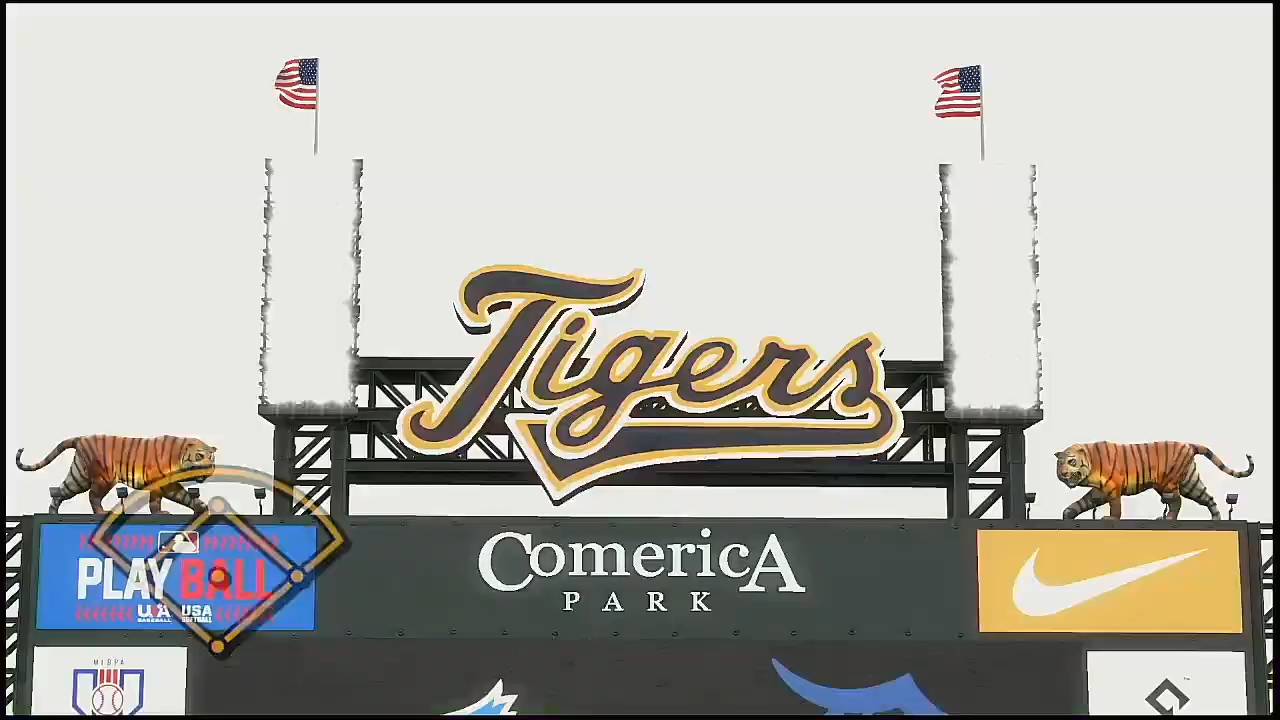 Tigers
ComericA
PARK
PLAY BALL
USA BASEBALL
USA SOFTBALL
MLBPA